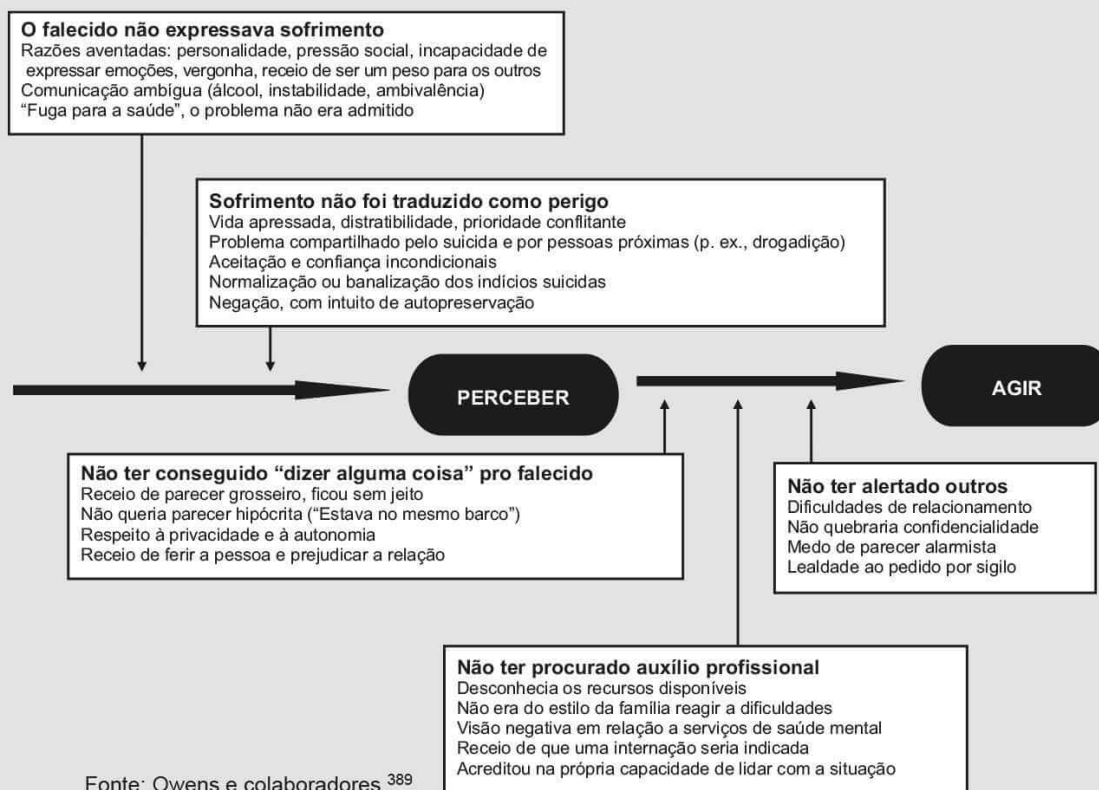 O falecido não expressava sofrimento
Razões aventadas: personalidade, pressão social, incapacidade de
expressar emoções, vergonha, receio de ser um peso para os outros
Comunicação ambígua (álcool, instabilidade, ambivalência)
“Fuga para a saúde”, o problema não era admitido
Sofrimento não foi traduzido como perigo
Vida apressada, distratibilidade, prioridade conflitante
Problema compartilhado pelo suicida e por pessoas próximas (p. ex., drogadição)
Aceitação e confiança incondicionais
Normalização ou banalização dos indícios suicidas
Negação, com intuito de autopreservação
PERCEBER
AGIR
Não ter conseguido “dizer alguma coisa” pro falecido
Receio de parecer grosseiro, ficou sem jeito
Não queria parecer hipócrita (“Estava no mesmo barco”)
Respeito à privacidade e à autonomia
Receio de ferir a pessoa e prejudicar a relação
Não ter alertado outros
Dificuldades de relacionamento
Não quebraria confidencialidade
Medo de parecer alarmista
Lealdade ao pedido por sigilo
Não ter procurado auxílio profissional
Desconhecia os recursos disponíveis
Não era do estilo da família reagir a dificuldades
Visão negativa em relação a serviços de saúde mental
Receio de que uma internação seria indicada
Acreditou na própria capacidade de lidar com a situação
Fonte: Owens e colaboradores 389